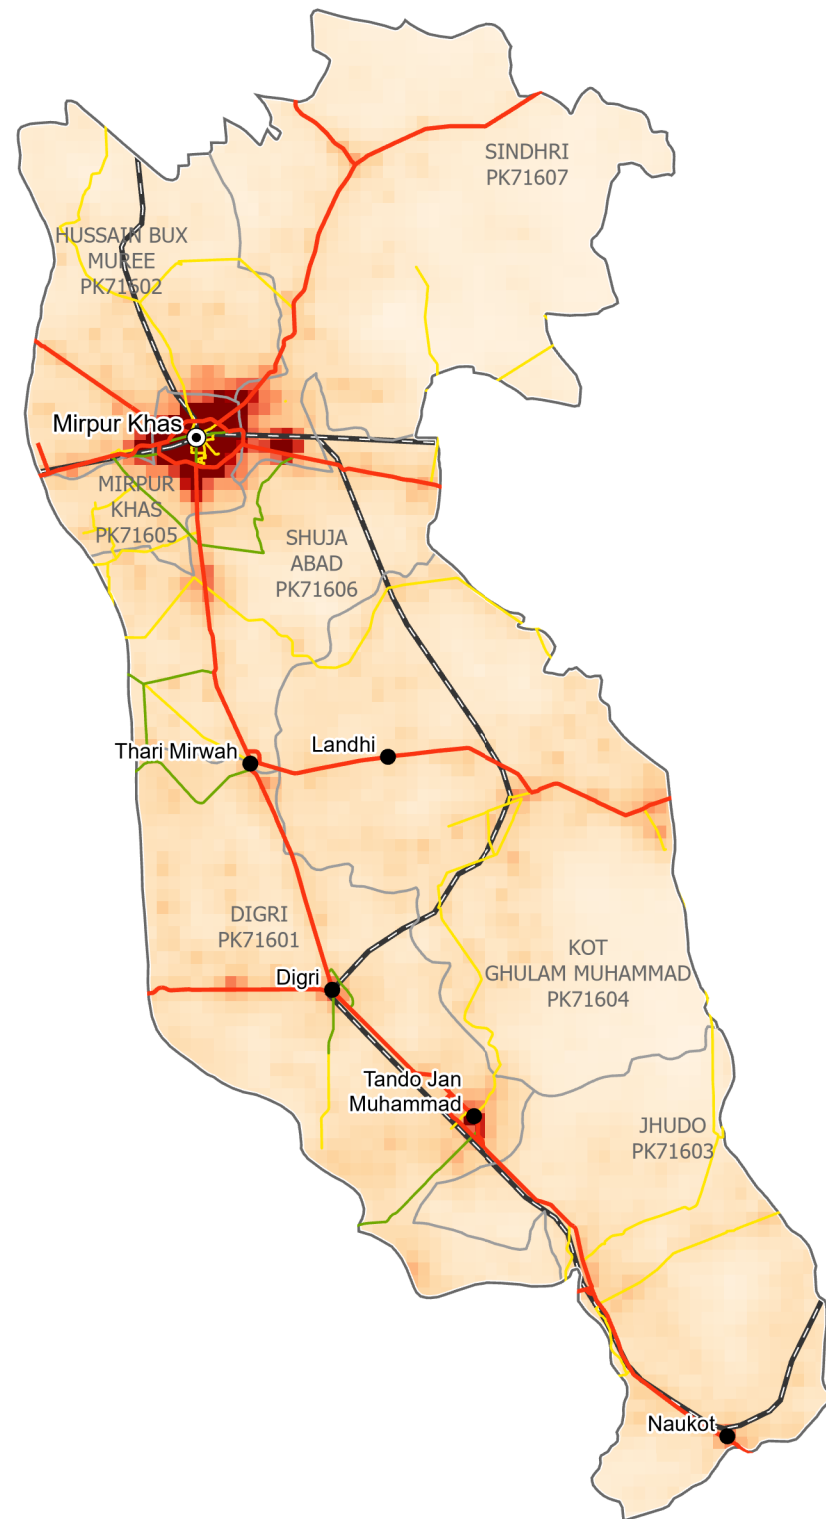 SINDHRI
PK71607
HUSSAIN BUX
MUREE
PK71602
Mirpur Khas
MIRPUR
KHAS
PK71605
SHUJA
ABAD
PK71606
Thari Mirwah
Landhi
DIGRI
PK71601
KOT
GHULAM MUHAMMAD
PK71604
Digri
Tando Jan
Muhammad
JHUDO
PK71603
Naukot